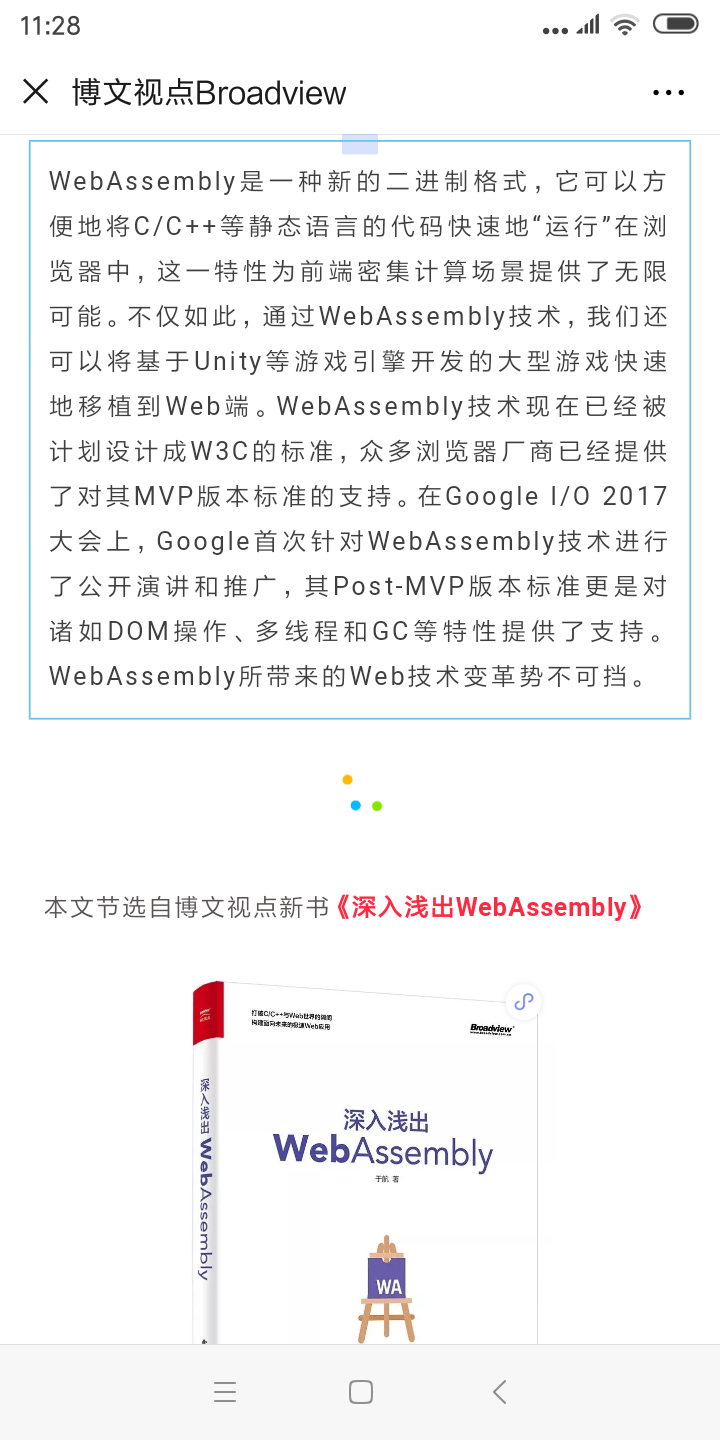 11:28
博文视点Broadview
WebAssembly是一种新的二进制格式，它可以方
便地将C/C++等静态语言的代码快速地“运行”在浏
览器中，这一特性为前端密集计算场景提供了无限
可能。不仅如此，通过WebAssembly技术，我们还
可以将基于Unity等游戏引擎开发的大型游戏快速
地移植到Web端。WebAssembly技术现在已经被
计划设计成W3C的标准，众多浏览器厂商已经提供
了对其MVP版本标准的支持。在Google I/O 2017
大会上，Google首次针对WebAssembly技术进行
了公开演讲和推广，其Post-MVP版本标准更是对
诸如DOM操作、多线程和GC等特性提供了支持。
WebAssembly所带来的Web技术变革势不可挡。
本文节选自博文视点新书《深入浅出WebAssembly》
打破C/C++与Web世界的隔阂
构建面向未来的极速Web应用
Broadview
深入浅出
WebAssembly
于航 著
深入浅出WebAssembly
WA